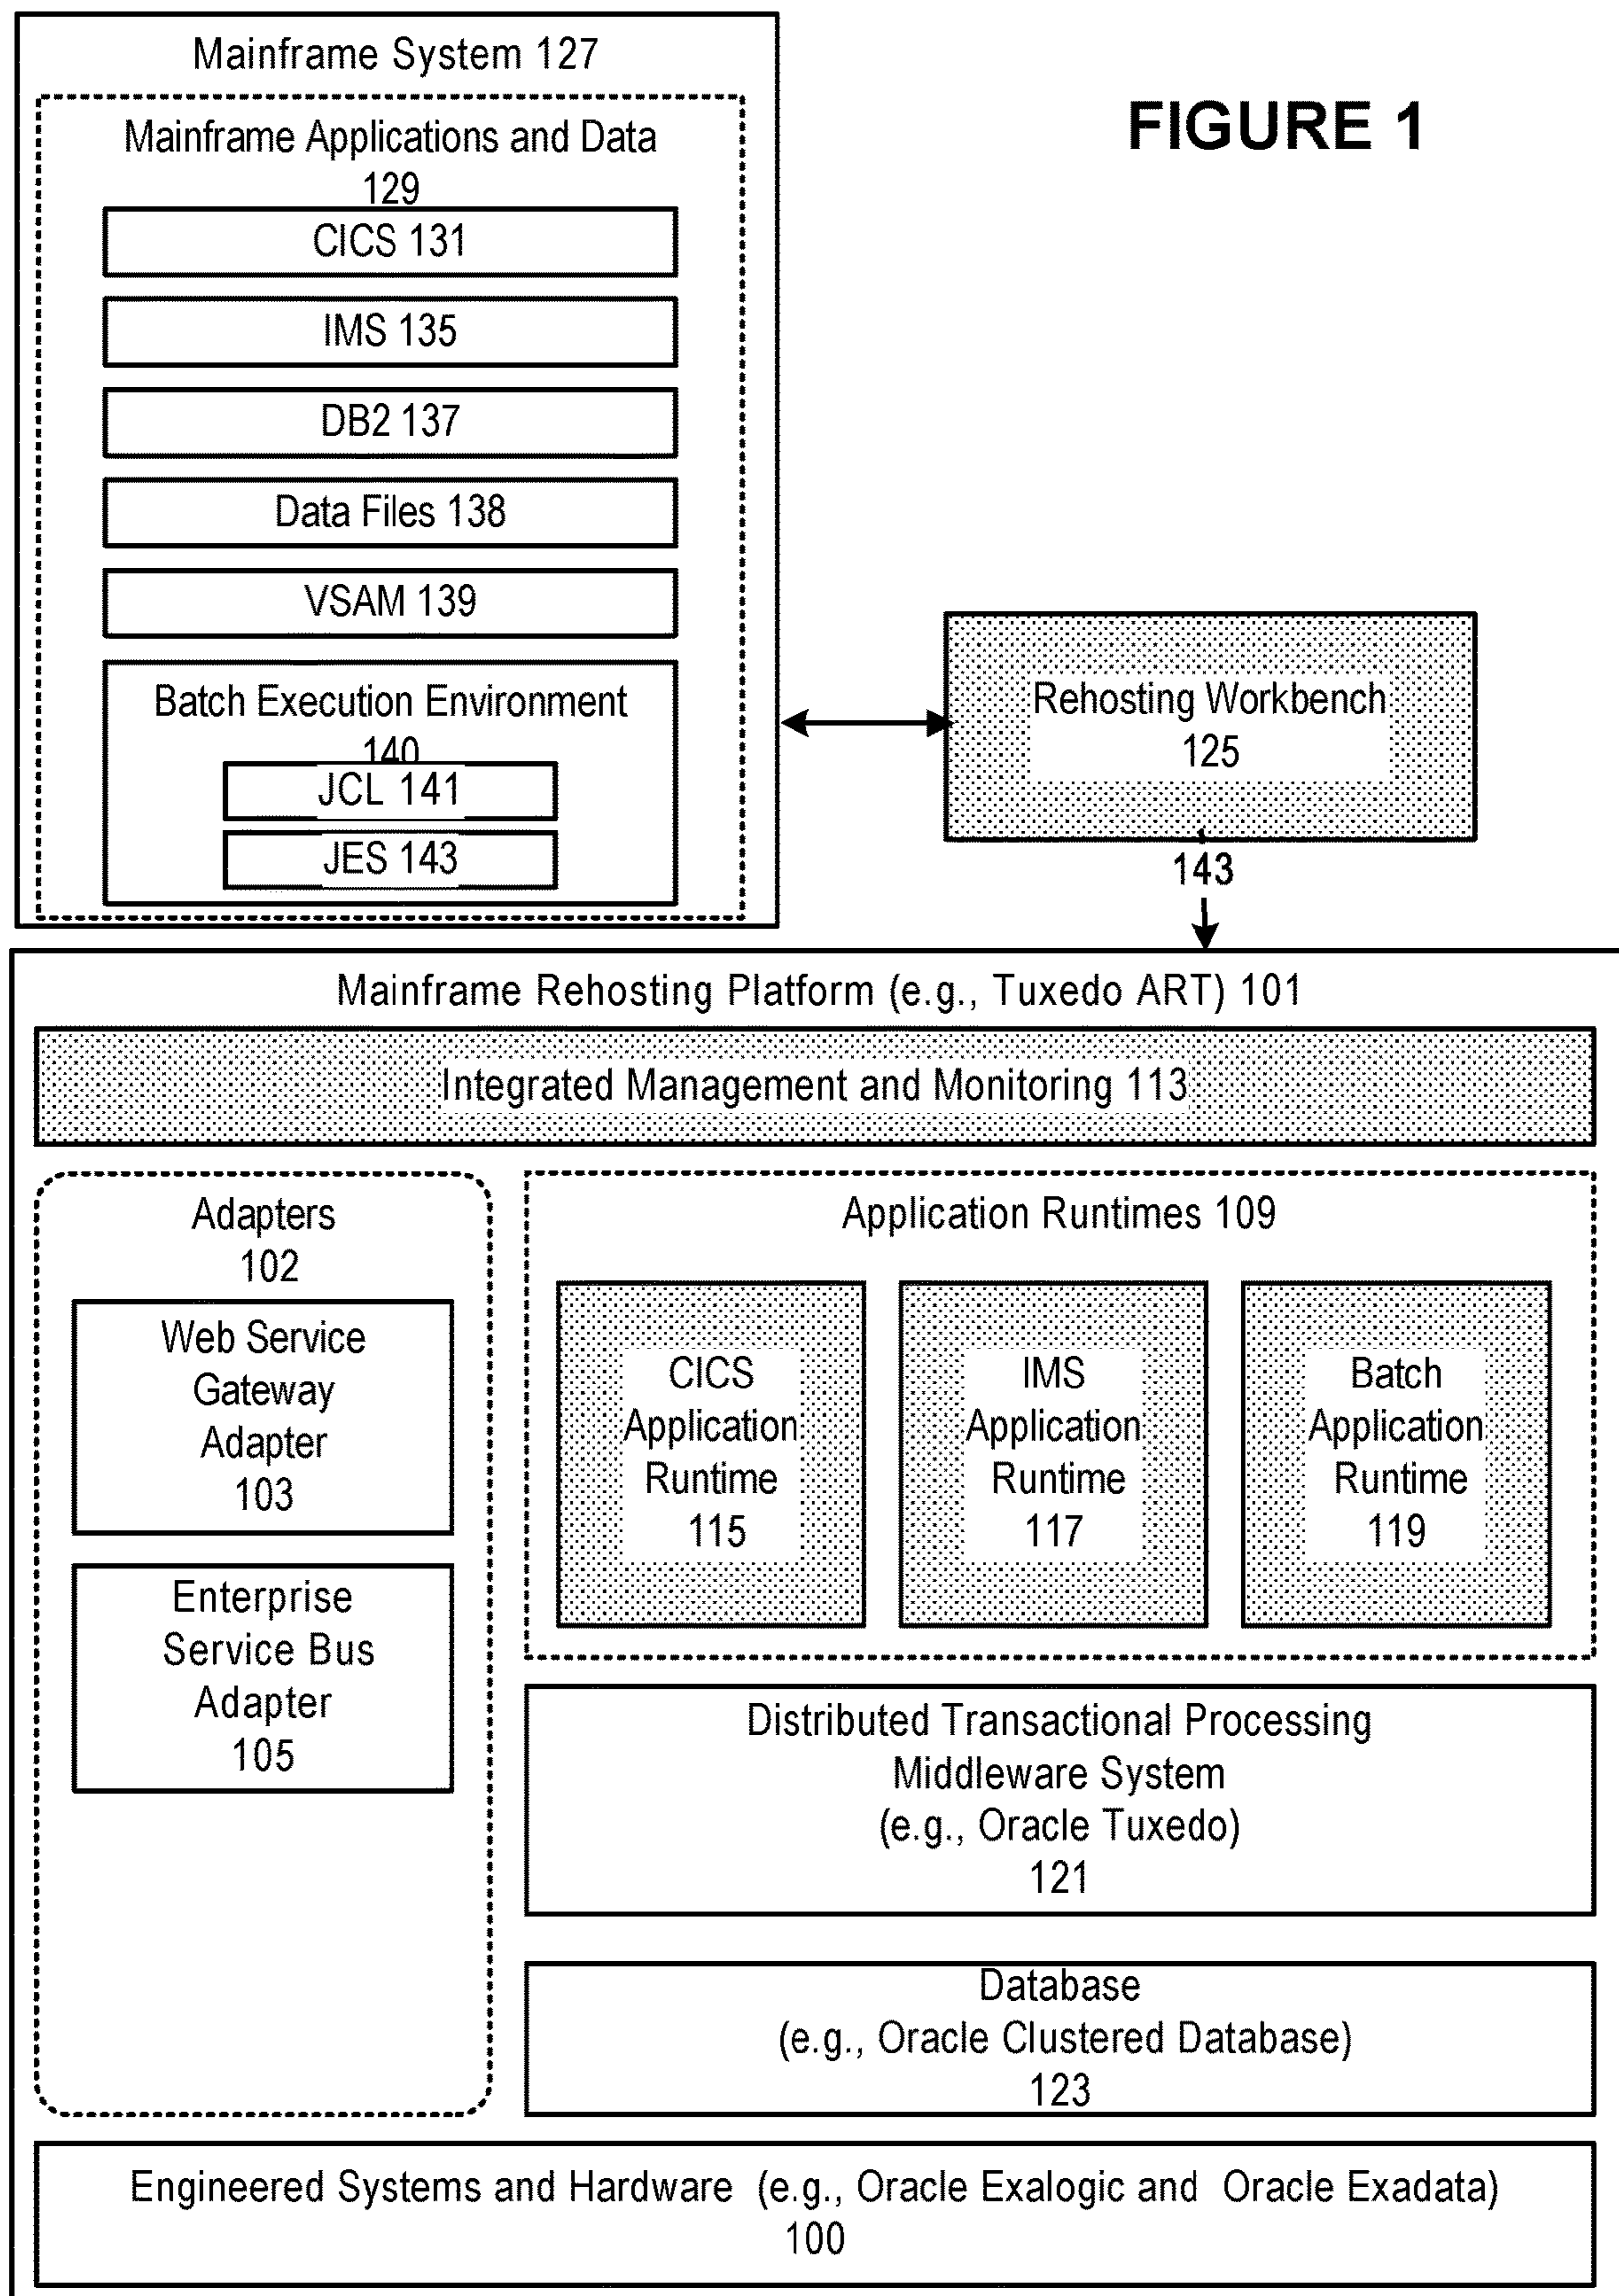 Mainframe System 127
FIGURE 1
Mainframe Applications and Data
129
CICS 131
IMS 135
DB2 137
Data Files 138
VSAM 139
Batch Execution Environment
140
JCL 141
JES 143
Rehosting Workbench
125
143
Mainframe Rehosting Platform (e.g., Tuxedo ART) 101
Integrated Management and Monitoring 113
Adapters
102
Web Service
Gateway
Adapter
103
Enterprise
Service Bus
Adapter
105
Application Runtimes 109
CICS
Application
Runtime
115
IMS
Application
Runtime
117
Batch
Application
Runtime
119
Distributed Transactional Processing
Middleware System
(e.g., Oracle Tuxedo)
121
Database
(e.g., Oracle Clustered Database)
123
Engineered Systems and Hardware (e.g., Oracle Exalogic and Oracle Exadata)
100